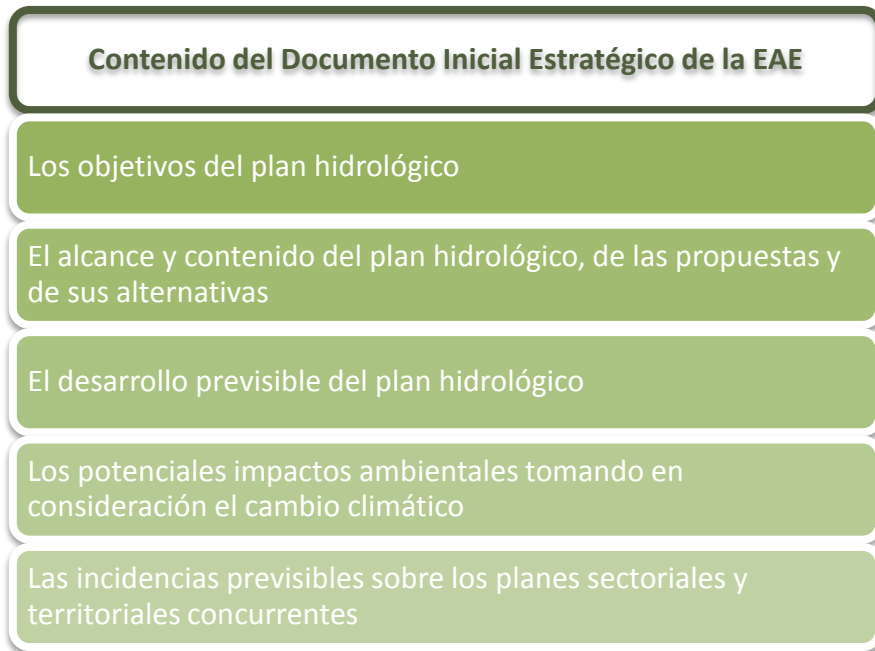 Contenido del Documento Inicial Estratégico de la EAE
Los objetivos del plan hidrológico
El alcance y contenido del plan hidrológico, de las propuestas y
de sus alternativas
El desarrollo previsible del plan hidrológico
Los potenciales impactos ambientales tomando en
consideración el cambio climático
Las incidencias previsibles sobre los planes sectoriales y
territoriales concurrentes